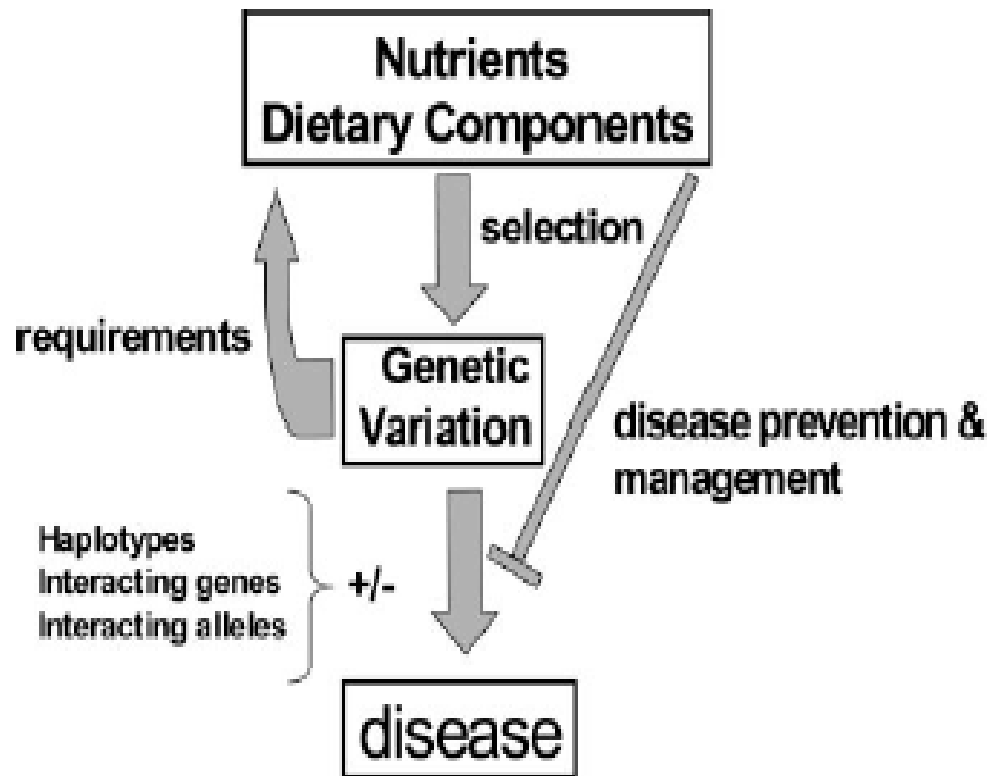 Nutrients
Dietary Components
selection
requirements
Genetic
Variation
disease prevention &
management
Haplotypes
Interacting genes
Interacting alleles
+/-
disease